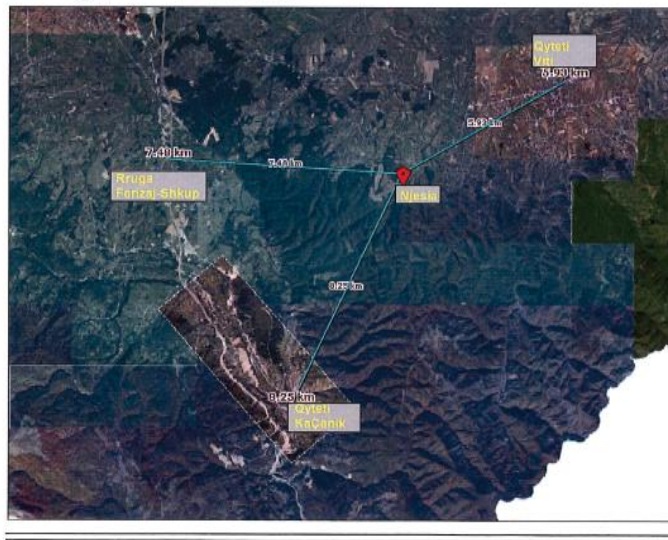 Qyteti
Viti
5.93 km
5.93 km
7.40 km
7.40 km
Rruga
Ferizaj-Shkup
Njesia
8.25 km
8.25 km
Qyteti
KaÇanik